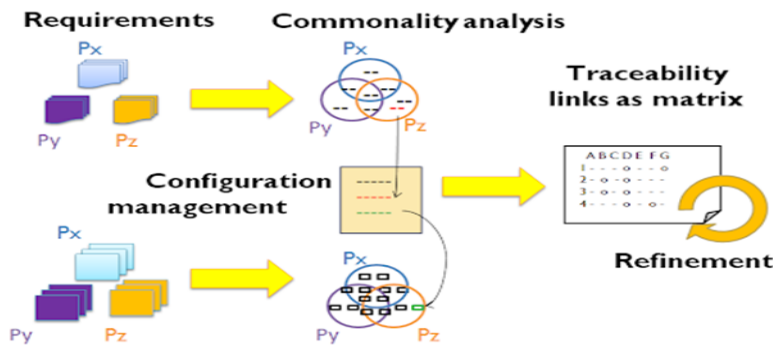 Requirements
Commonality analysis
Px
Px
Py
Pz
Py
Pz
Traceability
links as matrix
A B C D E F G
1 - - - o - - - o
2 - o - o - - -
3 - o - o - - -
4 - - - o - o -
Configuration
management
Px
Px
Py
Pz
Py
Pz
Refinement